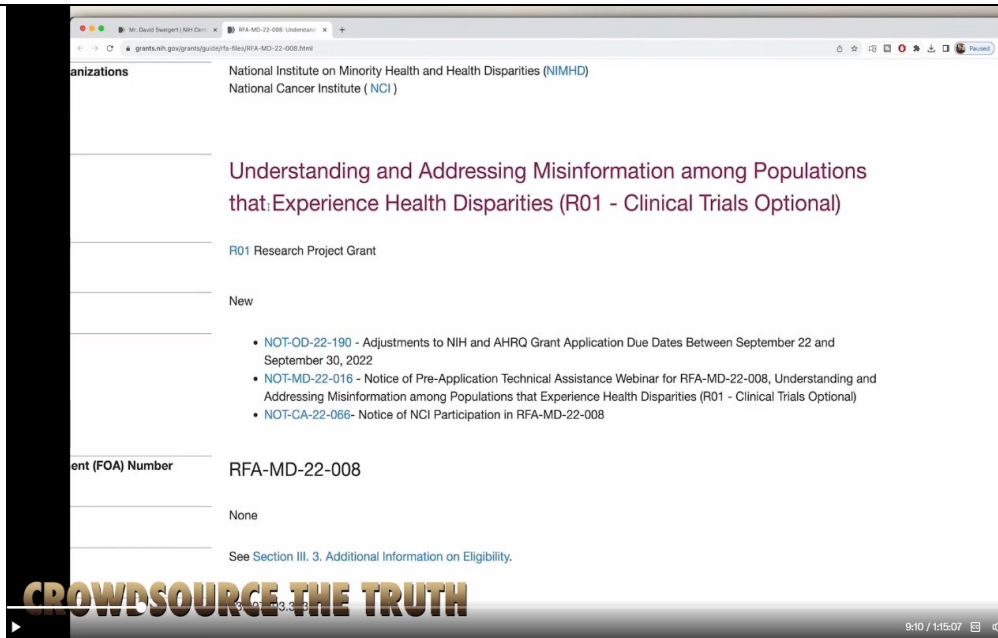 Mr. David Sweigert | NIH Cen
RFA-MD-22-008: Understand
grants.nih.gov/grants/guide/rfa-files/RFA-MD-22-008.html
Paused
anizations
National Institute on Minority Health and Health Disparities (NIMHD)
National Cancer Institute ( NCI )
Understanding and Addressing Misinformation among Populations
that Experience Health Disparities (R01 - Clinical Trials Optional)
R01 Research Project Grant
New
• NOT-OD-22-190 - Adjustments to NIH and AHRQ Grant Application Due Dates Between September 22 and
September 30, 2022
• NOT-MD-22-016 - Notice of Pre-Application Technical Assistance Webinar for RFA-MD-22-008, Understanding and
Addressing Misinformation among Populations that Experience Health Disparities (R01 - Clinical Trials Optional)
• NOT-CA-22-066- Notice of NCI Participation in RFA-MD-22-008
ent (FOA) Number
RFA-MD-22-008
None
See Section III. 3. Additional Information on Eligibility.
CROWDSOURCE THE TRUTH
9:10 / 1:15:07